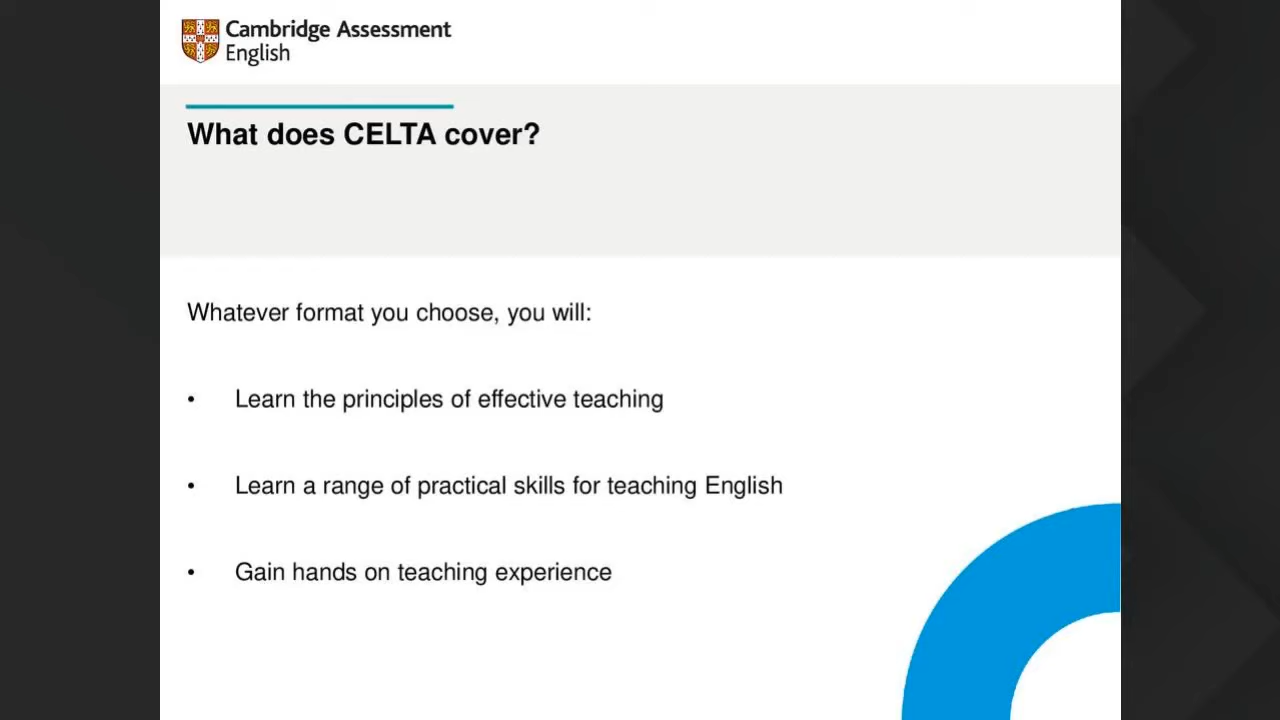 Cambridge Assessment
English
What does CELTA cover?
Whatever format you choose, you will:
• Learn the principles of effective teaching
• Learn a range of practical skills for teaching English
• Gain hands on teaching experience